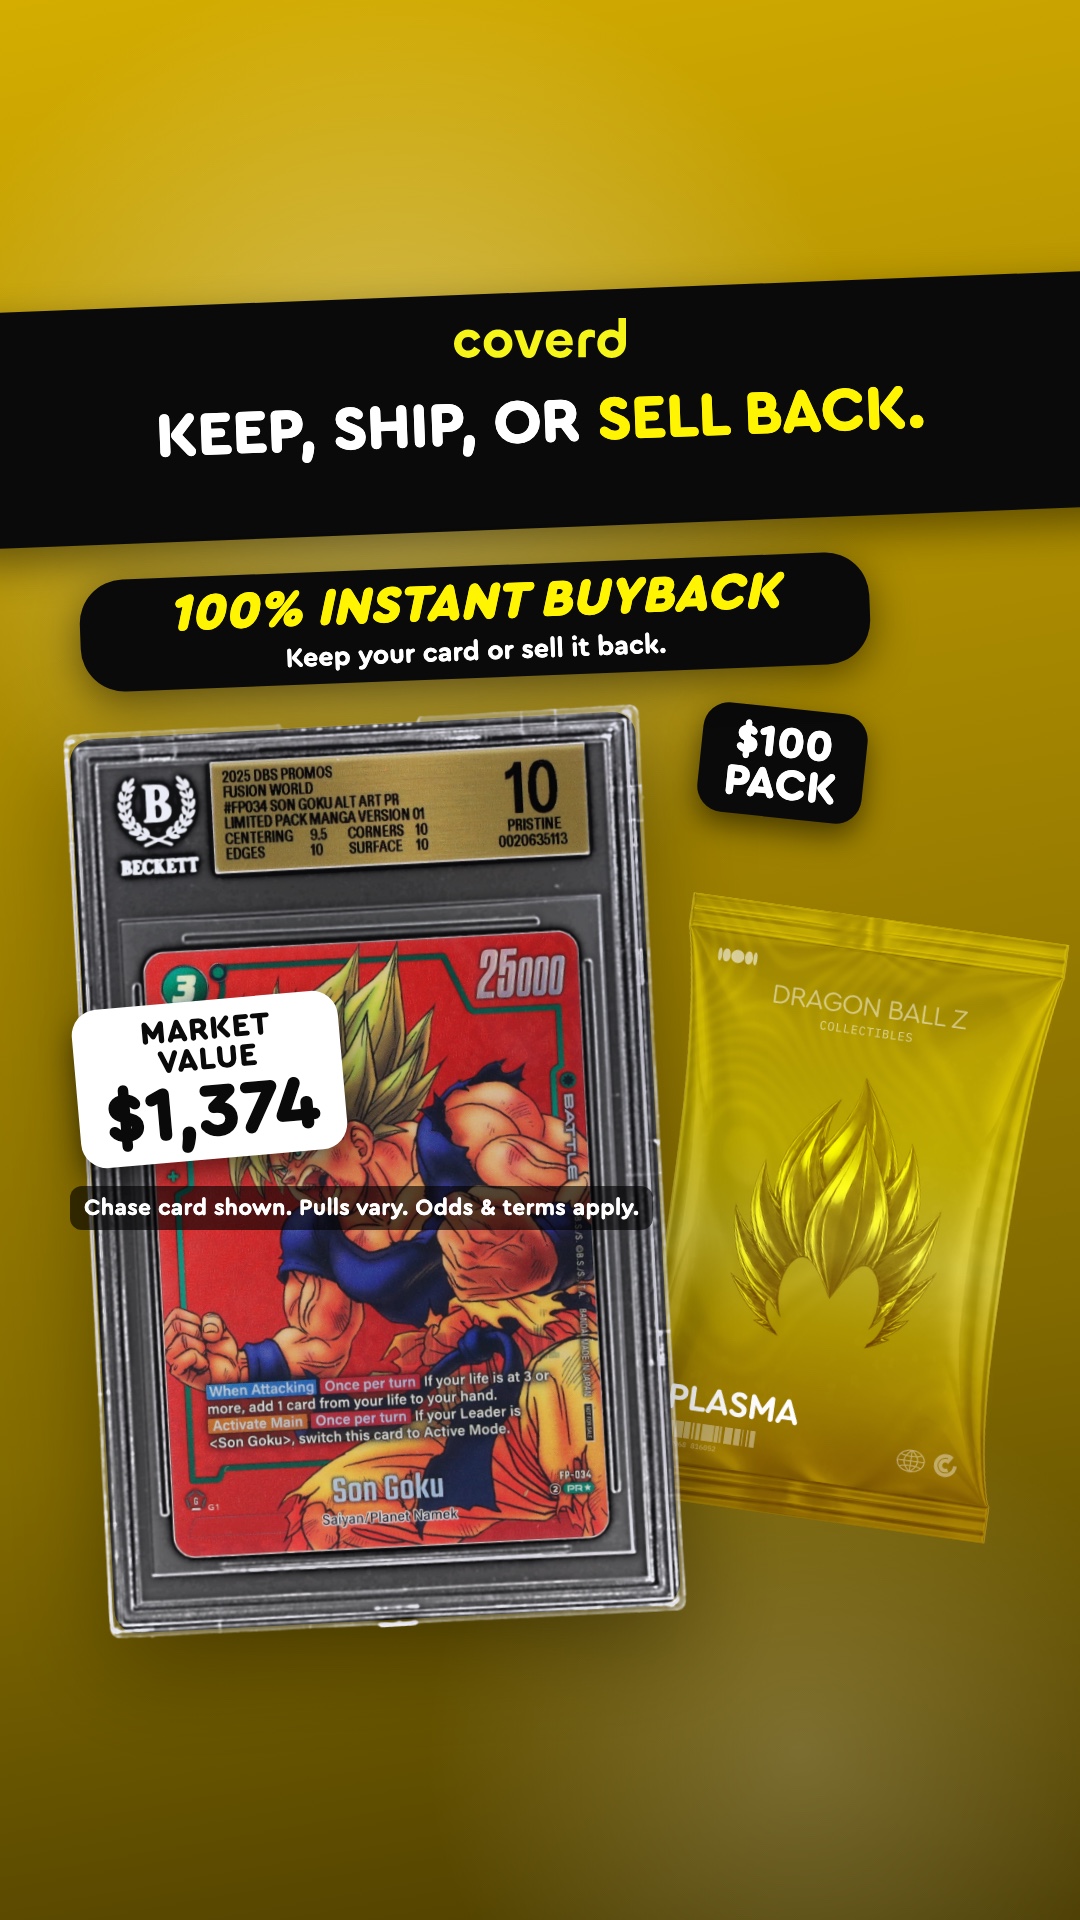 coverd
KEEP, SHIP, OR SELL BACK.
100% INSTANT BUYBACK
Keep your card or sell it back.
$100
PACK
BECKETT
2025 DBS PROMOS
FUSION WORLD
#FP034 SON GOKU ALT ART PR
LIMITED PACK MANGA VERSION 01
CENTERING 9.5 CORNERS 10
EDGES 10 SURFACE 10
10
PRISTINE
0020635113
3
25000
MARKET
VALUE
$1,374
BATTLE
Chase card shown. Pulls vary. Odds & terms apply.
When Attacking Once per turn If your life is at 3 or
more, add 1 card from your life to your hand.
Activate Main Once per turn If your Leader is
<Son Goku>, switch this card to Active Mode.
FP-034
Son Goku
2 PR★
G1
Saiyan/Planet Namek
DRAGON BALL Z
COLLECTIBLES
PLASMA